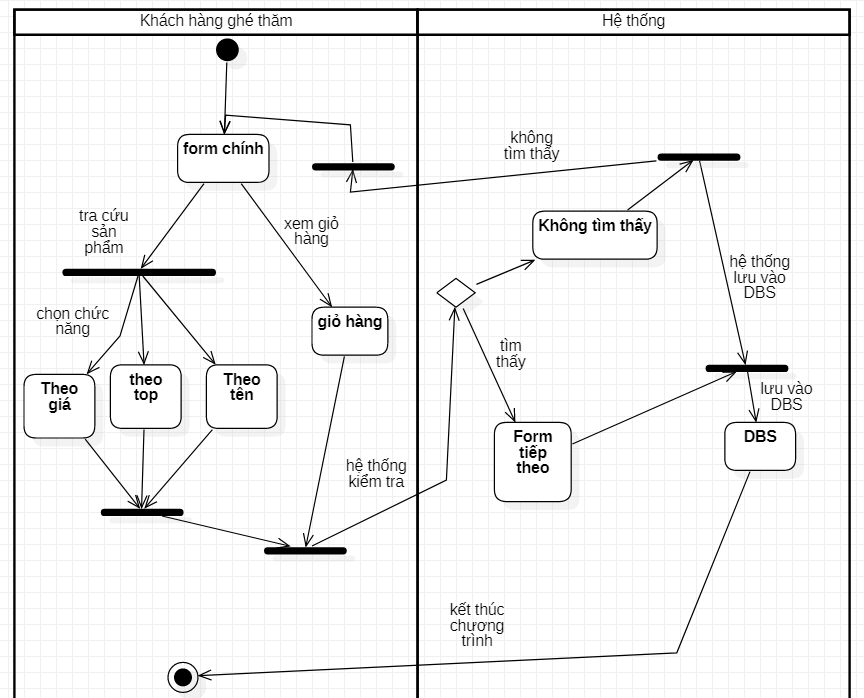 Khách hàng ghé thăm
Hệ thống
form chính
không
tìm thấy
tra cứu
sản
phẩm
xem giỏ
hàng
Không tìm thấy
hệ thống
lưu vào
DBS
chọn chức
năng
giỏ hàng
tìm
thấy
Theo
giá
theo
top
Theo
tên
lưu vào
DBS
Form
tiếp
theo
DBS
hệ thống
kiểm tra
kết thúc
chương
trình